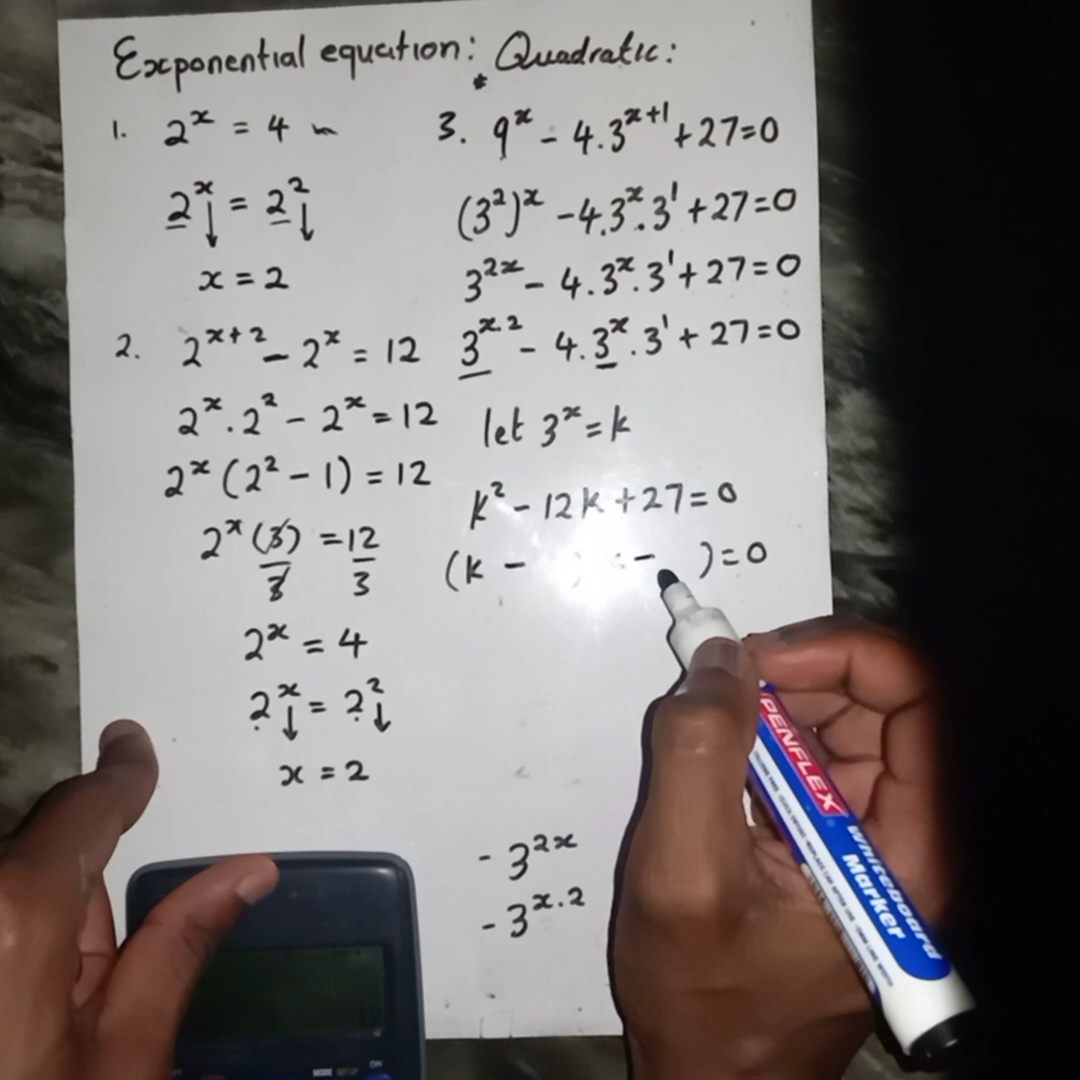 Exponential equation: * Quadratic:
1. 2^x = 4
2^x = 2^2
x = 2
2. 2^{x+2} - 2^x = 12
2^x . 2^2 - 2^x = 12
2^x (2^2 - 1) = 12
2^x (3) = 12
3 3
2^x = 4
2^x = 2^2
x = 2
3. 9^x - 4.3^{x+1} + 27 = 0
(3^2)^x - 4.3^x.3^1 + 27 = 0
3^{2x} - 4.3^x.3^1 + 27 = 0
3^{x.2} - 4.3^x.3^1 + 27 = 0
let 3^x = k
k^2 - 12k + 27 = 0
(k - ) - ) = 0
- 3^{2x}
- 3^{x.2}
PENFLEX
Whiteboard
Marker
MODE SETUP ON